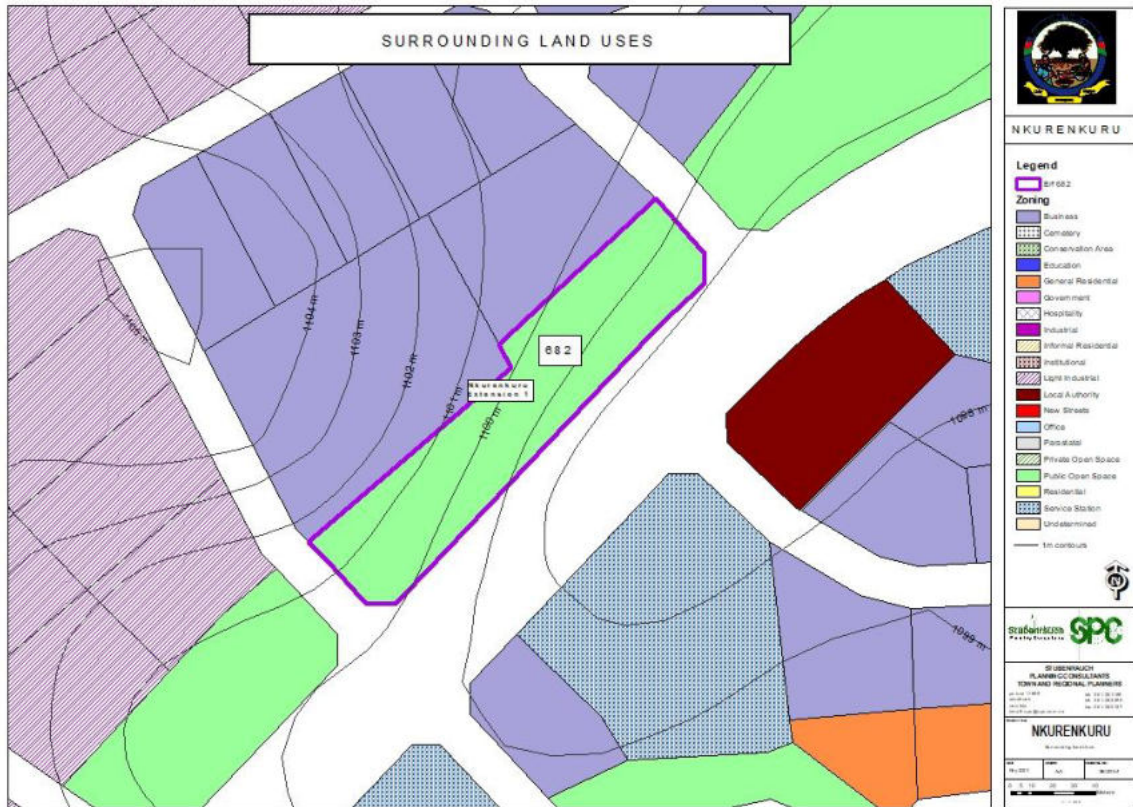 SURROUNDING LAND USES
1104 m
1103 m
1102 m
1101 m
1100 m
682
Nkurenkuru
Extension 1
1099 m
NKURENKURU
Legend
Erf 682
Zoning
Business
Cemetery
Conservation Area
Education
General Residential
Government
Hospitality
Industrial
Informal Residential
Institutional
Light Industrial
Local Authority
New Streets
Office
Parastatal
Private Open Space
Public Open Space
Residential
Service Station
Undetermined
1m contours
N
Stubenrauch
SPC
STUBENRAUCH
PLANNING CONSULTANTS
TOWN AND REGIONAL PLANNERS
NKURENKURU